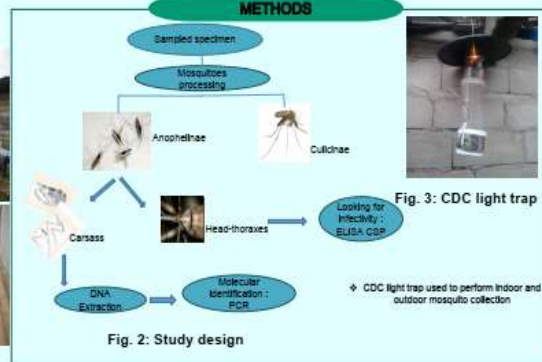 METHODS
Sampled specimen
Mosquitoes
processing
Anophelinae
Culicinae
Carsass
Head-thoraxes
Looking for
Infectivity :
ELISA CSP
DNA
Extraction
Molecular
Identification :
PCR
Fig. 2: Study design
Fig. 3: CDC light trap
❖ CDC light trap used to perform indoor and
outdoor mosquito collection